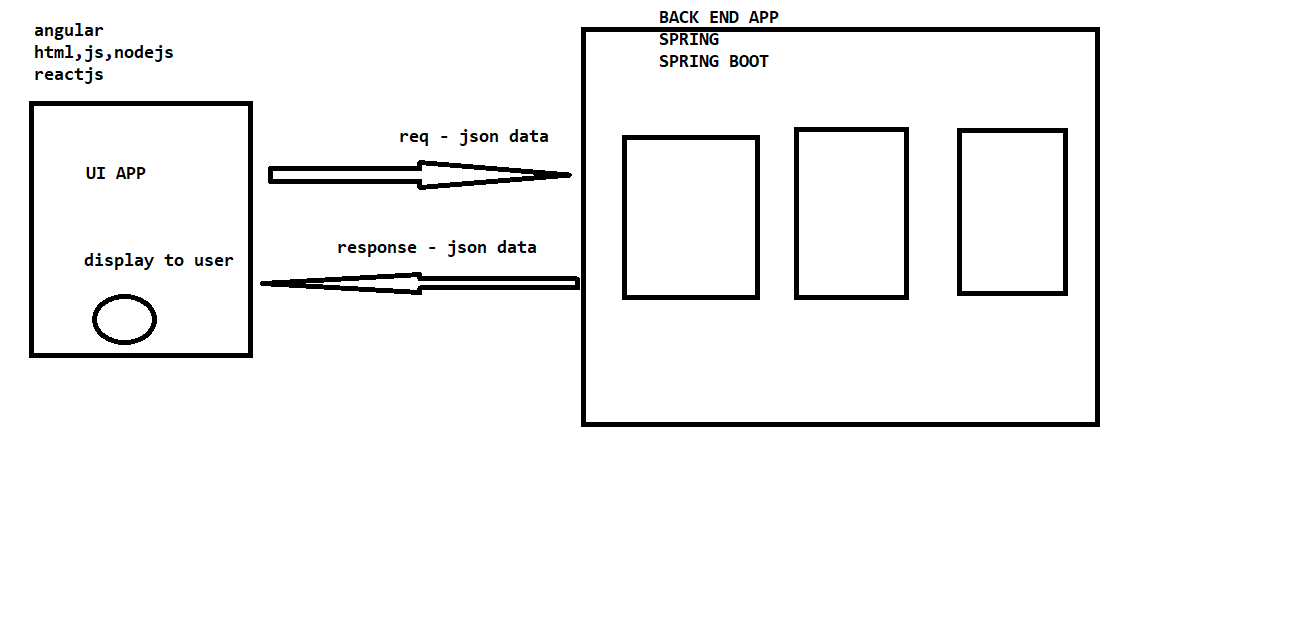 angular
html,js,nodejs
reactjs
UI APP
display to user
req - json data
response - json data
BACK END APP
SPRING
SPRING BOOT